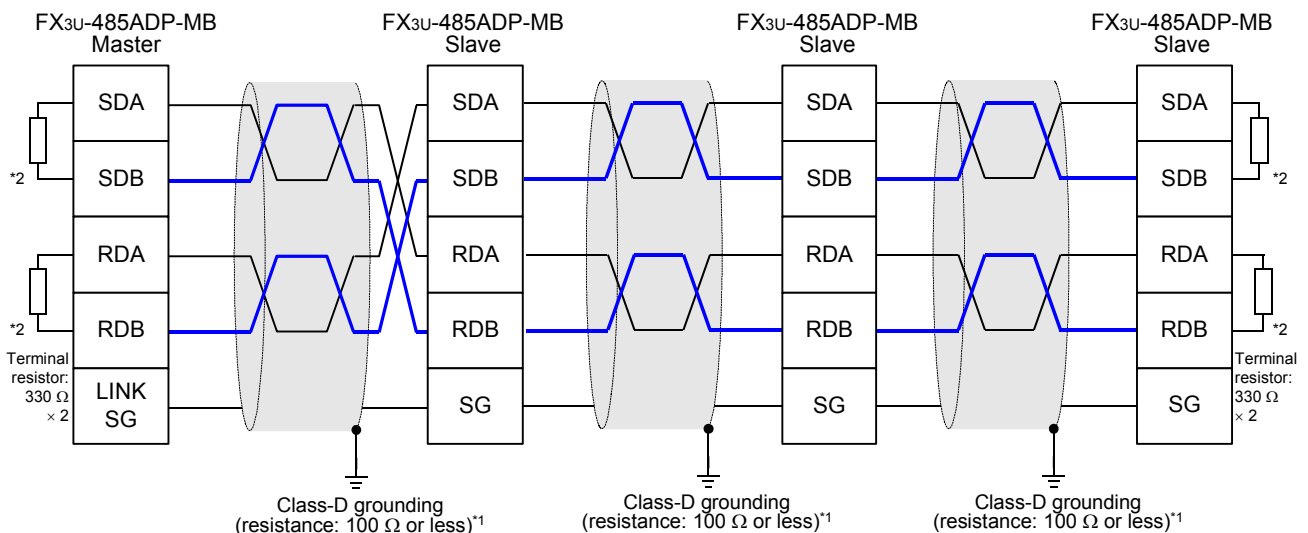 FX3U-485ADP-MB
Master
FX3U-485ADP-MB
Slave
FX3U-485ADP-MB
Slave
FX3U-485ADP-MB
Slave
SDA
SDB
RDA
RDB
LINK
SG
*2
*2
Terminal
resistor:
330 Ω
× 2
SDA
SDB
RDA
RDB
SG
SDA
SDB
RDA
RDB
SG
SDA
SDB
RDA
RDB
SG
*2
*2
Terminal
resistor:
330 Ω
× 2
Class-D grounding
(resistance: 100 Ω or less)*1
Class-D grounding
(resistance: 100 Ω or less)*1
Class-D grounding
(resistance: 100 Ω or less)*1